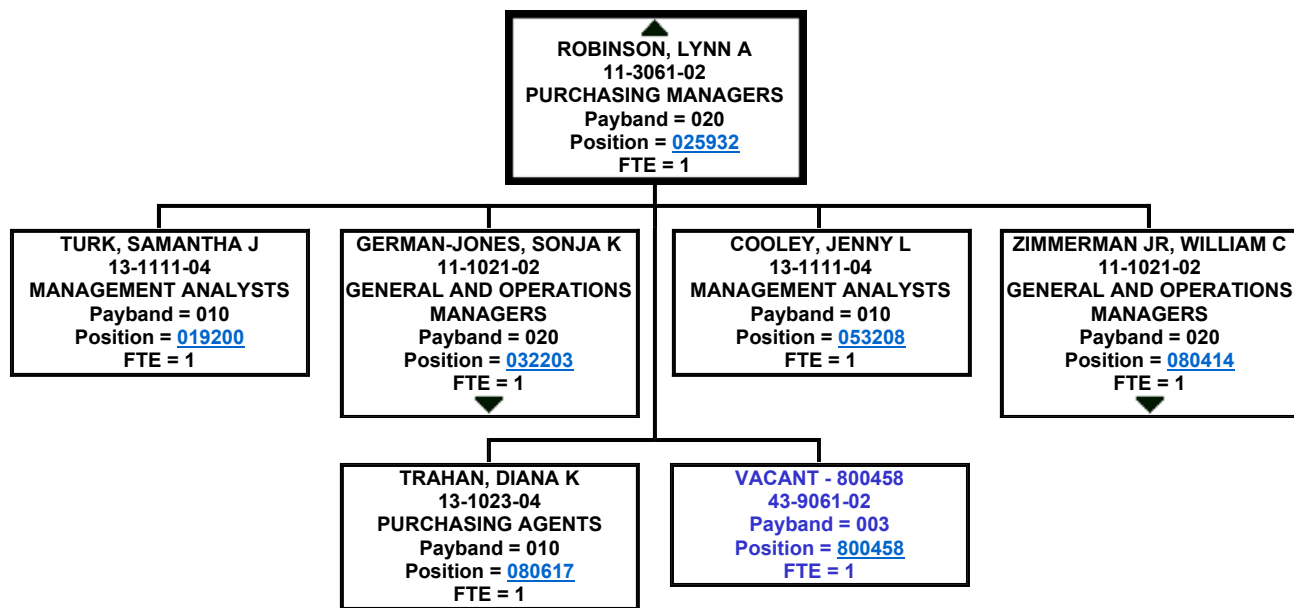 ROBINSON, LYNN A
11-3061-02
PURCHASING MANAGERS
Payband = 020
Position = 025932
FTE = 1
TURK, SAMANTHA J
13-1111-04
MANAGEMENT ANALYSTS
Payband = 010
Position = 019200
FTE = 1
GERMAN-JONES, SONJA K
11-1021-02
GENERAL AND OPERATIONS
MANAGERS
Payband = 020
Position = 032203
FTE = 1
COOLEY, JENNY L
13-1111-04
MANAGEMENT ANALYSTS
Payband = 010
Position = 053208
FTE = 1
ZIMMERMAN JR, WILLIAM C
11-1021-02
GENERAL AND OPERATIONS
MANAGERS
Payband = 020
Position = 080414
FTE = 1
TRAHAN, DIANA K
13-1023-04
PURCHASING AGENTS
Payband = 010
Position = 080617
FTE = 1
VACANT - 800458
43-9061-02
Payband = 003
Position = 800458
FTE = 1